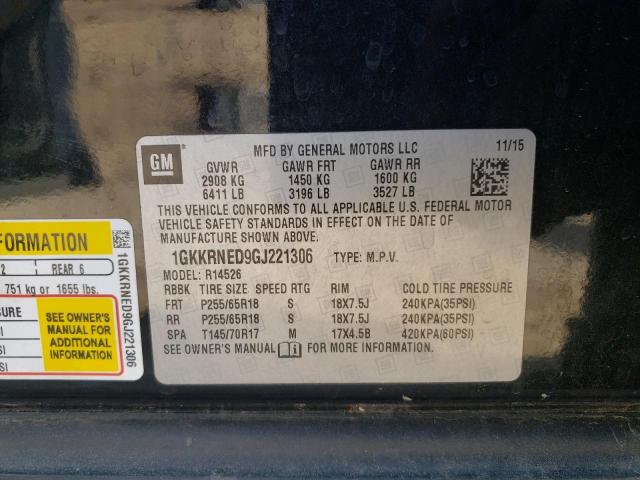 GM
MFD BY GENERAL MOTORS LLC 11/15
GVWR GAWR FRT GAWR RR
2908 KG 1450 KG 1600 KG
6411 LB 3196 LB 3527 LB
THIS VEHICLE CONFORMS TO ALL APPLICABLE U.S. FEDERAL MOTOR
VEHICLE SAFETY STANDARDS IN EFFECT ON THE DATE OF
MANUFACTURE SHOWN ABOVE.
1GKKRNED9GJ221306 TYPE: M.P.V.
MODEL: R14526
RBBK TIRE SIZE SPEED RTG RIM COLD TIRE PRESSURE
FRT P255/65R18 S 18X7.5J 240KPA(35PSI)
RR P255/65R18 S 18X7.5J 240KPA(35PSI)
SPA T145/70R17 M 17X4.5B 420KPA(60PSI)
SEE OWNER'S MANUAL FOR MORE INFORMATION.
FORMATION
2 REAR 6
751 kg or 1655 lbs.
SURE
SI
SI
SI
SEE OWNER'S
MANUAL FOR
ADDITIONAL
INFORMATION
1GKKRNED9GJ221306